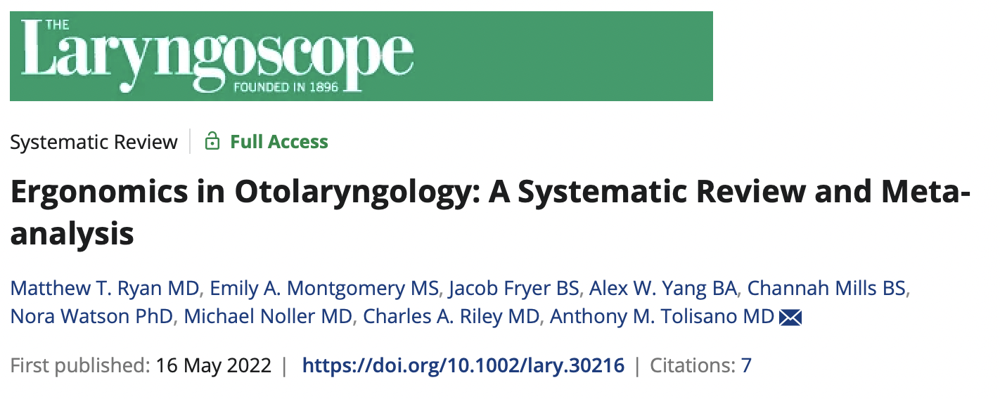 THE
Laryngoscope
FOUNDED IN 1896
Systematic Review | Full Access
Ergonomics in Otolaryngology: A Systematic Review and Meta-
analysis
Matthew T. Ryan MD, Emily A. Montgomery MS, Jacob Fryer BS, Alex W. Yang BA, Channah Mills BS,
Nora Watson PhD, Michael Noller MD, Charles A. Riley MD, Anthony M. Tolisano MD
First published: 16 May 2022 | https://doi.org/10.1002/lary.30216 | Citations: 7